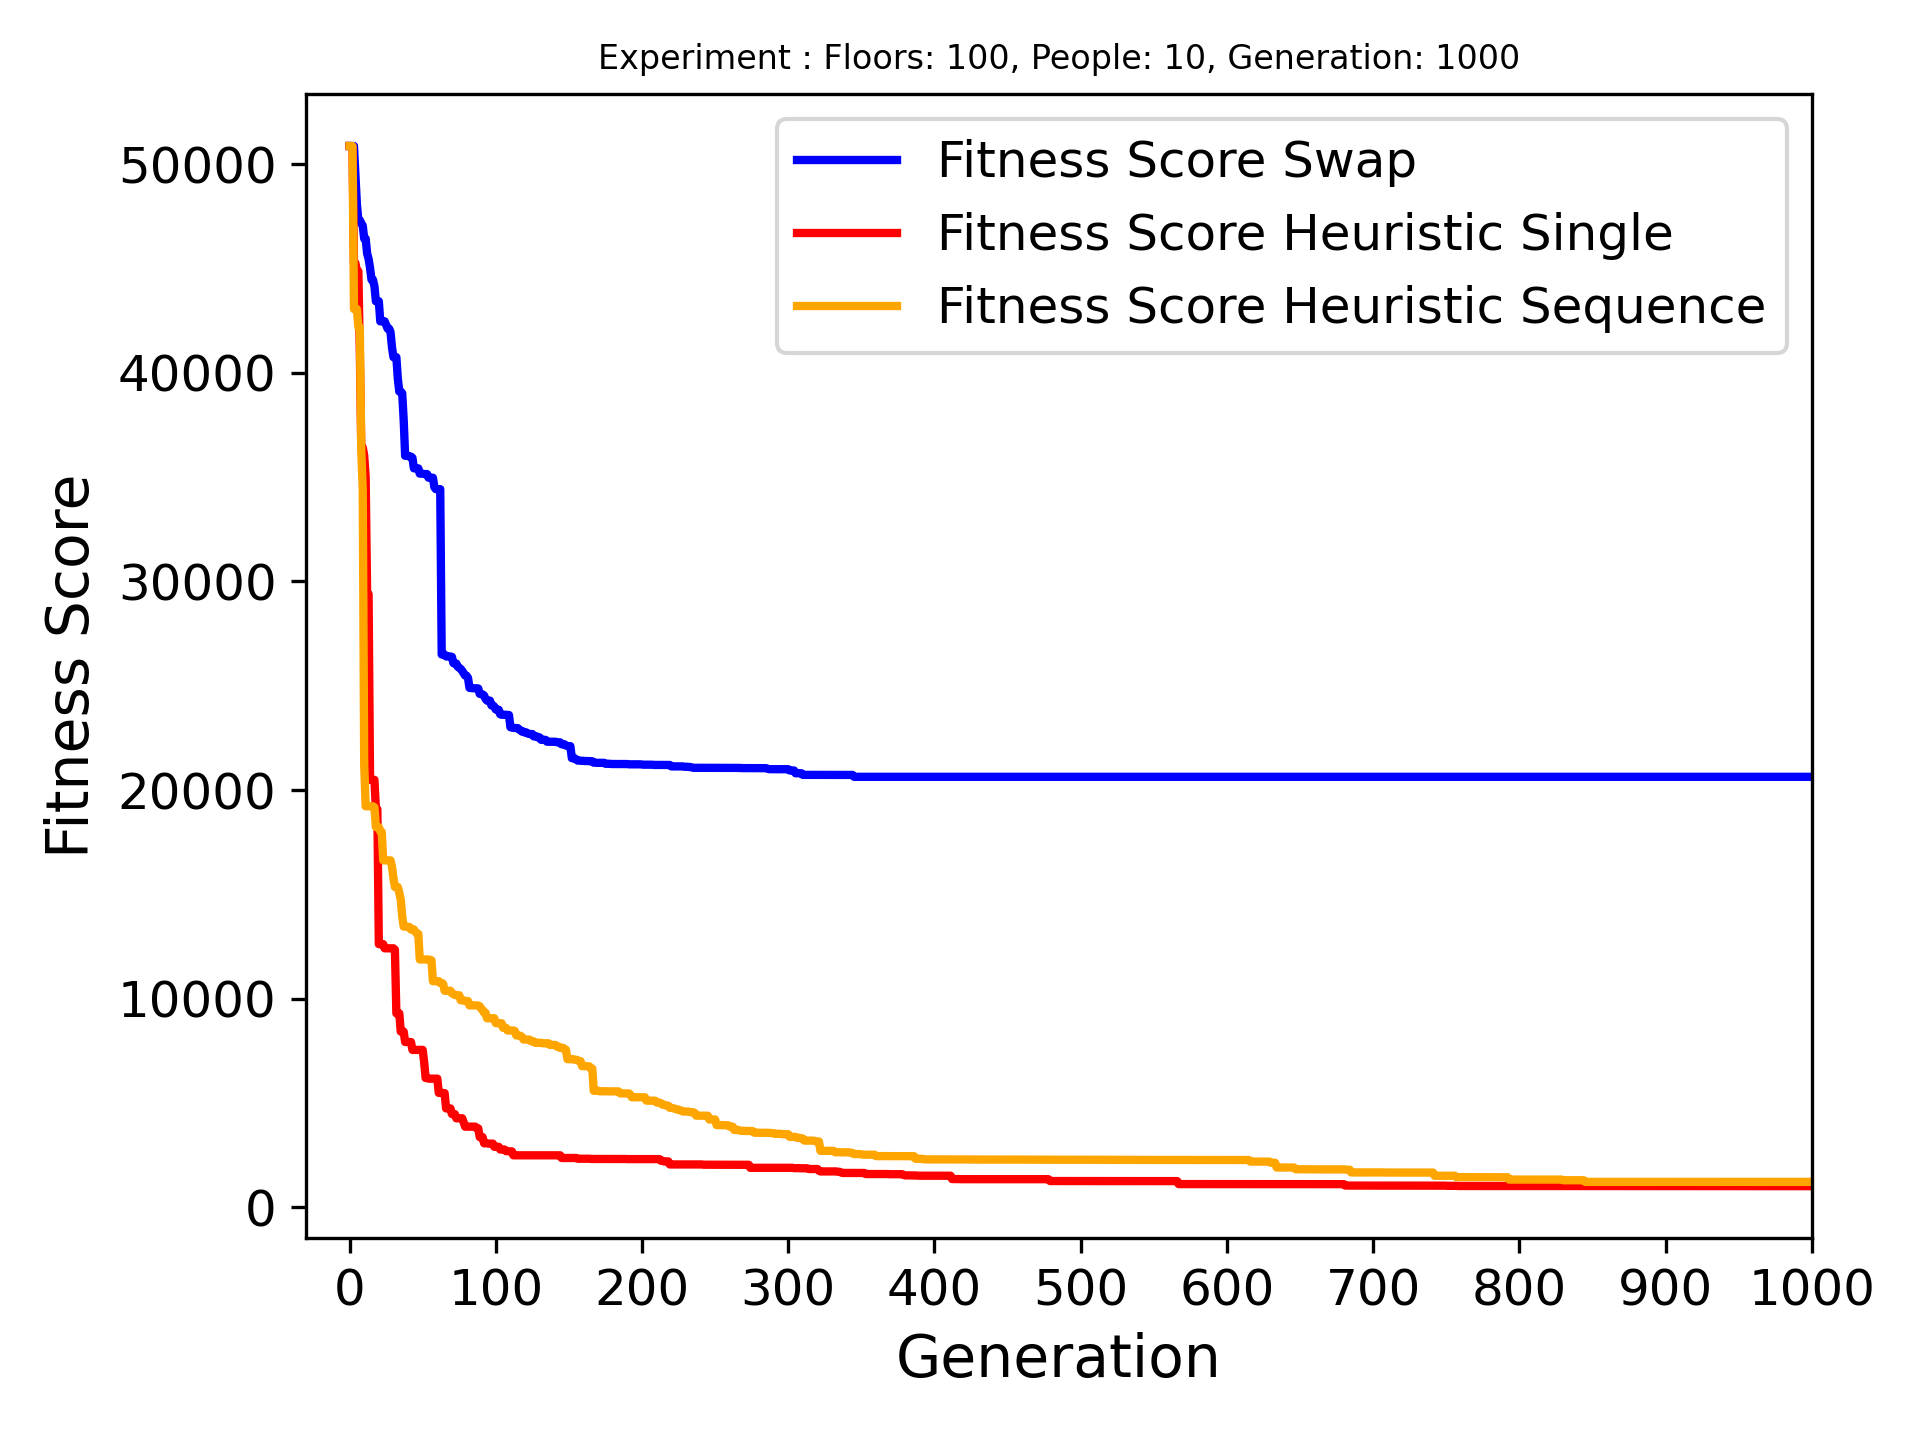 Experiment : Floors: 100, People: 10, Generation: 1000
Fitness Score Swap
Fitness Score Heuristic Single
Fitness Score Heuristic Sequence
Fitness Score
50000
40000
30000
20000
10000
0
0 100 200 300 400 500 600 700 800 900 1000
Generation